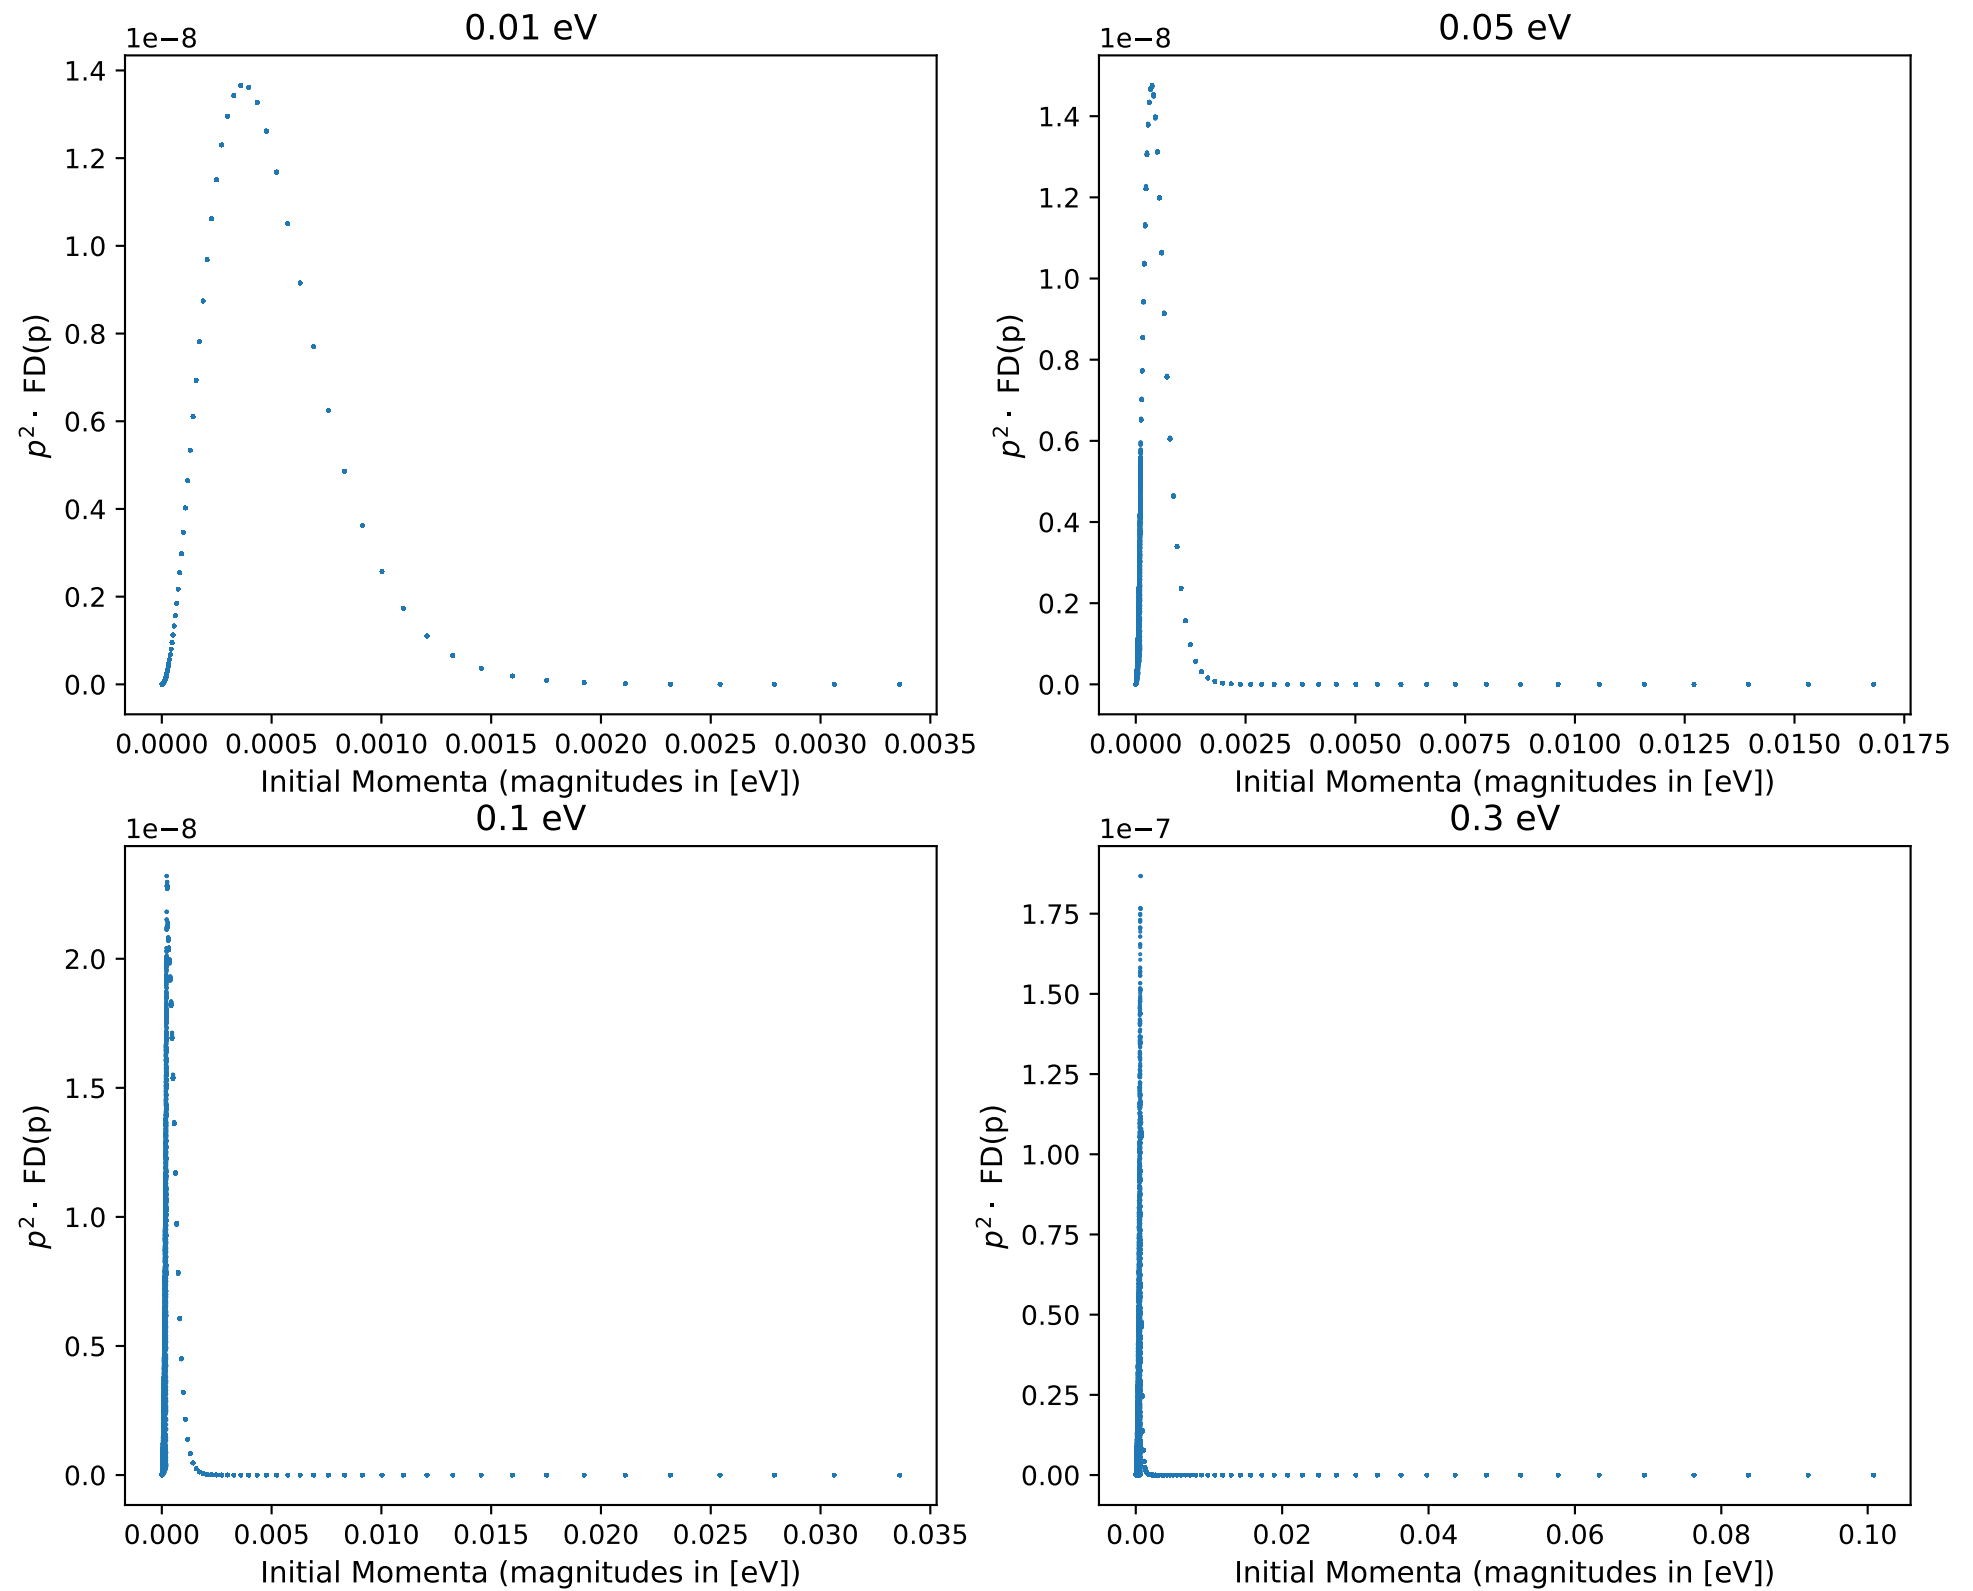 0.01 eV
1e−8
1.4
1.2
1.0
0.8
0.6
0.4
0.2
0.0
p² · FD(p)
0.0000 0.0005 0.0010 0.0015 0.0020 0.0025 0.0030 0.0035
Initial Momenta (magnitudes in [eV])
0.05 eV
1e−8
1.4
1.2
1.0
0.8
0.6
0.4
0.2
0.0
p² · FD(p)
0.0000 0.0025 0.0050 0.0075 0.0100 0.0125 0.0150 0.0175
Initial Momenta (magnitudes in [eV])
0.1 eV
1e−8
2.0
1.5
1.0
0.5
0.0
p² · FD(p)
0.000 0.005 0.010 0.015 0.020 0.025 0.030 0.035
Initial Momenta (magnitudes in [eV])
0.3 eV
1e−7
1.75
1.50
1.25
1.00
0.75
0.50
0.25
0.00
p² · FD(p)
0.00 0.02 0.04 0.06 0.08 0.10
Initial Momenta (magnitudes in [eV])